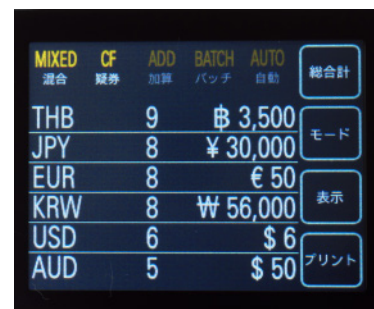 MIXED CF ADD BATCH AUTO
混合 疑券 加算 バッチ 自動
総合計
THB 9 ฿ 3,500
モード
JPY 8 ¥ 30,000
EUR 8 € 50
表示
KRW 8 ₩ 56,000
USD 6 $ 6
プリント
AUD 5 $ 50